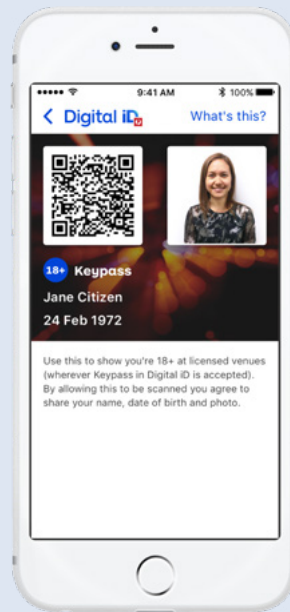 9:41 AM
100%
Digital iD
What's this?
18+ Keypass
Jane Citizen
24 Feb 1972
Use this to show you're 18+ at licensed venues
(wherever Keypass in Digital iD is accepted).
By allowing this to be scanned you agree to
share your name, date of birth and photo.